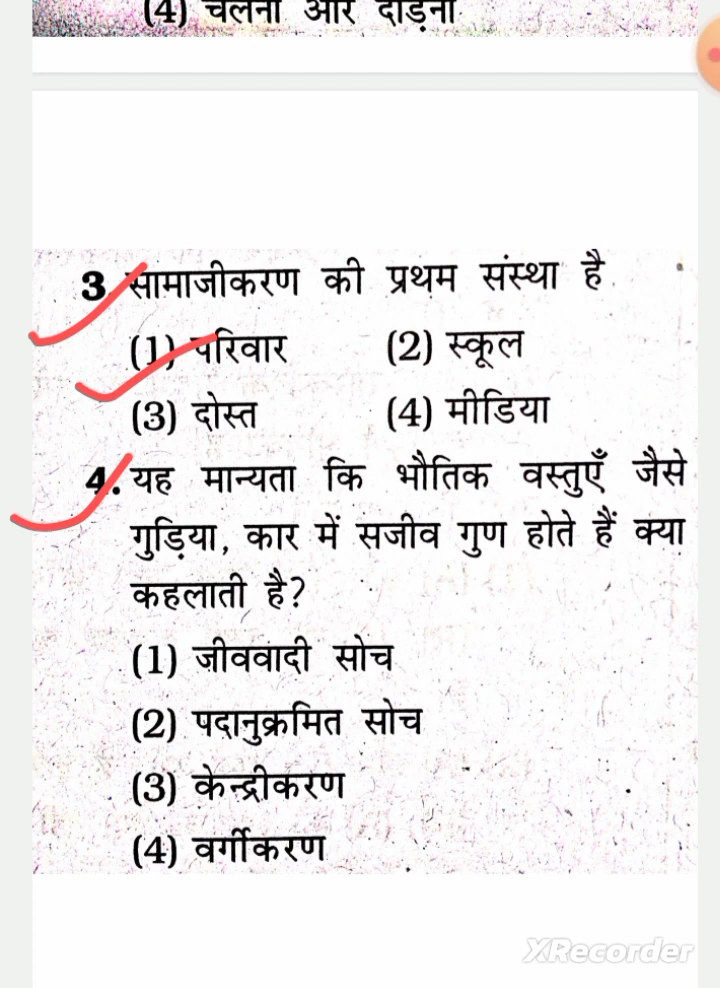 (4) चलना और दौड़ना
3. सामाजीकरण की प्रथम संस्था है
(1) परिवार (2) स्कूल
(3) दोस्त (4) मीडिया
4. यह मान्यता कि भौतिक वस्तुएँ जैसे
गुड़िया, कार में सजीव गुण होते हैं क्या
कहलाती है?
(1) जीववादी सोच
(2) पदानुक्रमित सोच
(3) केन्द्रीकरण
(4) वर्गीकरण
XRecorder